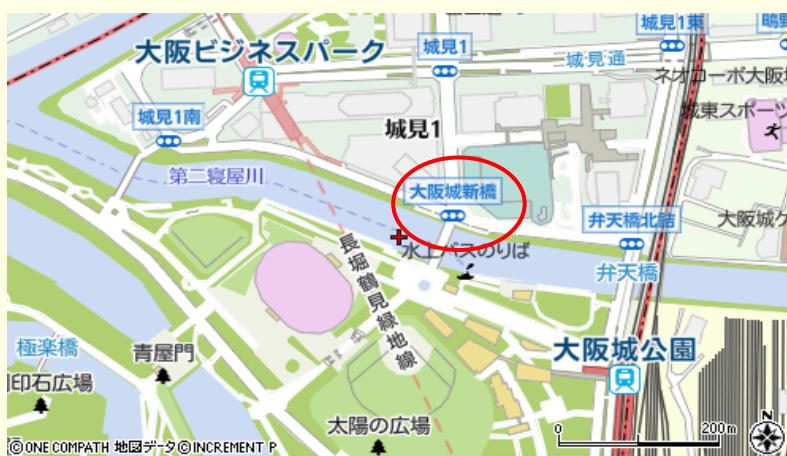 城見1
城見1東
大阪ビジネスパーク
城見通
ネオコーポ大阪城
城見1南
城見1
城東スポーツ
第二寝屋川
大阪城新橋
弁天橋北詰
大阪城ケ
水上バスのりば
弁天橋
長堀鶴見緑地線
極楽橋
青屋門
大阪城公園
印石広場
太陽の広場
0
200m
N
©ONE COMPATH 地図データ©INCREMENT P